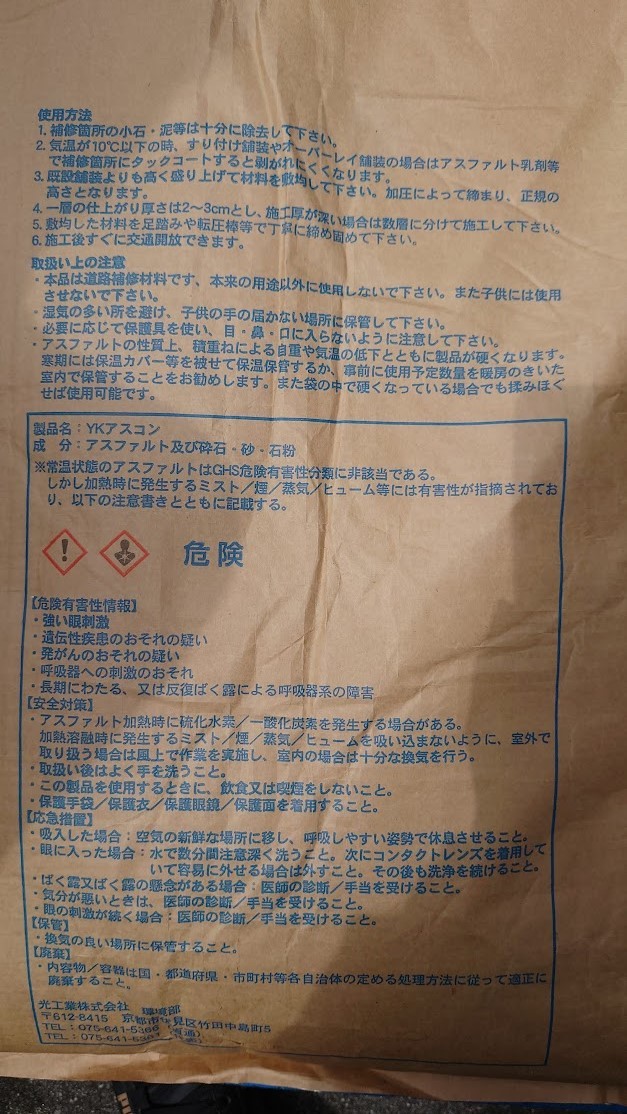 使用方法
1. 補修箇所の小石・泥等は十分に除去して下さい。
2. 気温が10℃以下の時、すり付け舗装やオーバーレイ舗装の場合はアスファルト乳剤等
で補修箇所にタックコートすると剥がれにくくなります。
3. 既設舗装よりも高く盛り上げて材料を敷均して下さい。加圧によって締まり、正規の
高さとなります。
4. 一層の仕上がり厚さは2～3cmとし、施工厚が深い場合は数層に分けて施工して下さい。
5. 敷均した材料を足踏みや転圧棒等で丁寧に締め固めて下さい。
6. 施工後すぐに交通開放できます。
取扱い上の注意
・本品は道路補修材料です、本来の用途以外に使用しないで下さい。また子供には使用
させないで下さい。
・湿気の多い所を避け、子供の手の届かない場所に保管して下さい。
・必要に応じて保護具を使い、目・鼻・口に入らないように注意して下さい。
・アスファルトの性質上、積重ねによる自重や気温の低下とともに製品が硬くなります。
寒期には保温カバー等を被せて保温保管するか、事前に使用予定数量を暖房のきいた
室内で保管することをお勧めします。また袋の中で硬くなっている場合でも揉みほぐ
せば使用可能です。
製品名：YKアスコン
成 分：アスファルト及び砕石・砂・石粉
※常温状態のアスファルトはGHS危険有害性分類に非該当である。
しかし加熱時に発生するミスト／煙／蒸気／ヒューム等には有害性が指摘されてお
り、以下の注意書きとともに記載する。
危険
【危険有害性情報】
・強い眼刺激
・遺伝性疾患のおそれの疑い
・発がんのおそれの疑い
・呼吸器への刺激のおそれ
・長期にわたる、又は反復ばく露による呼吸器系の障害
【安全対策】
・アスファルト加熱時に硫化水素／一酸化炭素を発生する場合がある。
加熱溶融時に発生するミスト／煙／蒸気／ヒュームを吸い込まないように、室外で
取り扱う場合は風上で作業を実施し、室内の場合は十分な換気を行う。
・取扱い後はよく手を洗うこと。
・この製品を使用するときに、飲食又は喫煙をしないこと。
・保護手袋／保護衣／保護眼鏡／保護面を着用すること。
【応急措置】
・吸入した場合：空気の新鮮な場所に移し、呼吸しやすい姿勢で休息させること。
・眼に入った場合：水で数分間注意深く洗うこと。次にコンタクトレンズを着用して
いて容易に外せる場合は外すこと。その後も洗浄を続けること。
・ばく露又はばく露の懸念がある場合：医師の診断／手当を受けること。
・気分が悪いときは、医師の診断／手当を受けること。
・眼の刺激が続く場合：医師の診断／手当を受けること。
【保管】
・換気の良い場所に保管すること。
【廃棄】
・内容物／容器は国・都道府県・市町村等各自治体の定める処理方法に従って適正に
廃棄すること。
光工業株式会社 環境部
〒612-8415 京都市伏見区竹田中島町5
TEL：075-641-5366
TEL：075-641-